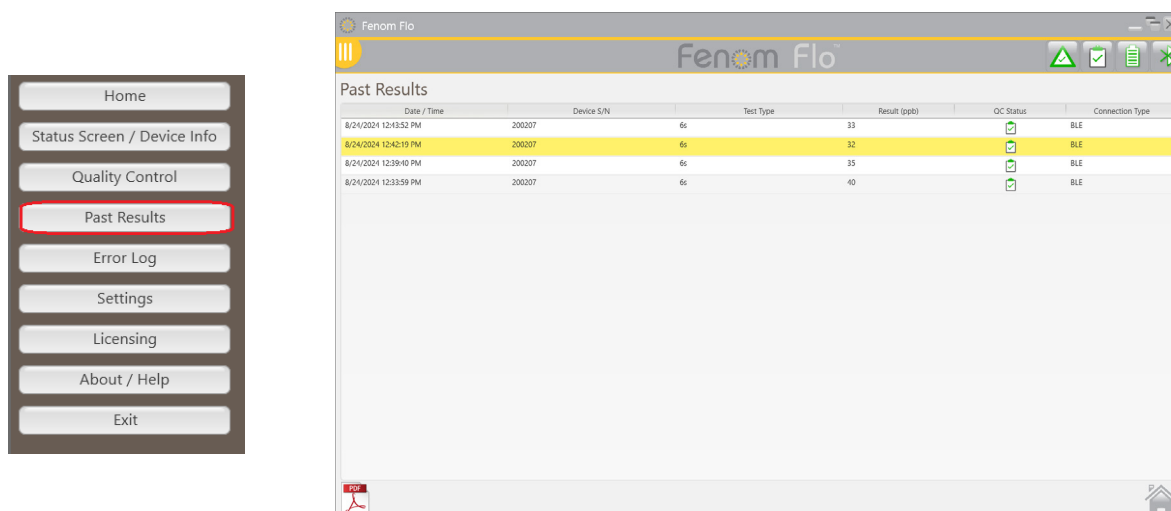 Home
Status Screen / Device Info
Quality Control
Past Results
Error Log
Settings
Licensing
About / Help
Exit
Fenom Flo
Fenom Flo™
Past Results
Date / Time Device S/N Test Type Result (ppb) QC Status Connection Type
8/24/2024 12:43:52 PM 200207 6s 33 BLE
8/24/2024 12:42:19 PM 200207 6s 32 BLE
8/24/2024 12:39:40 PM 200207 6s 35 BLE
8/24/2024 12:33:59 PM 200207 6s 40 BLE
PDF